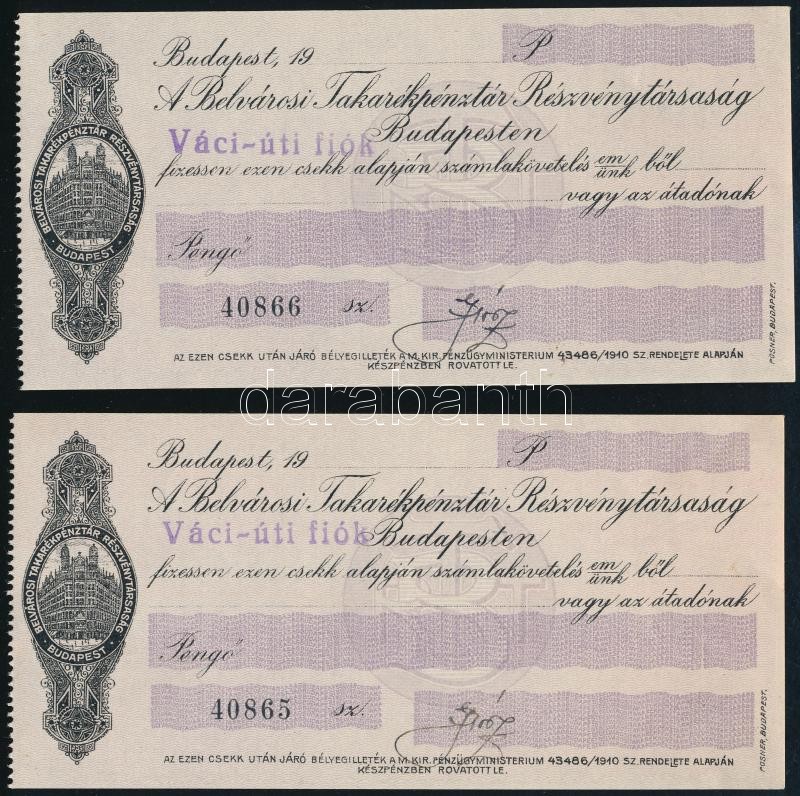 Budapest, 19 P
A Belvárosi Takarékpénztár Részvénytársaság
Váci-úti fiók Budapesten
fizessen ezen csekk alapján számlakövetelés em/ünk ből
vagy az átadónak
Pengő
40866 sz.
AZ EZEN CSEKK UTÁN JÁRÓ BÉLYEGILLETÉK A M. KIR. PÉNZÜGYMINISTERIUM 43486/1910 SZ. RENDELETE ALAPJÁN
KÉSZPÉNZBEN ROVATOTT LE.
BELVÁROSI TAKARÉKPÉNZTÁR RÉSZVÉNYTÁRSASÁG
· BUDAPEST ·
POSNER, BUDAPEST.
darabanth
Budapest, 19 P
A Belvárosi Takarékpénztár Részvénytársaság
Váci-úti fiók Budapesten
fizessen ezen csekk alapján számlakövetelés em/ünk ből
vagy az átadónak
Pengő
40865 sz.
AZ EZEN CSEKK UTÁN JÁRÓ BÉLYEGILLETÉK A M. KIR. PÉNZÜGYMINISTERIUM 43486/1910 SZ. RENDELETE ALAPJÁN
KÉSZPÉNZBEN ROVATOTT LE.
BELVÁROSI TAKARÉKPÉNZTÁR RÉSZVÉNYTÁRSASÁG
· BUDAPEST ·
POSNER, BUDAPEST.